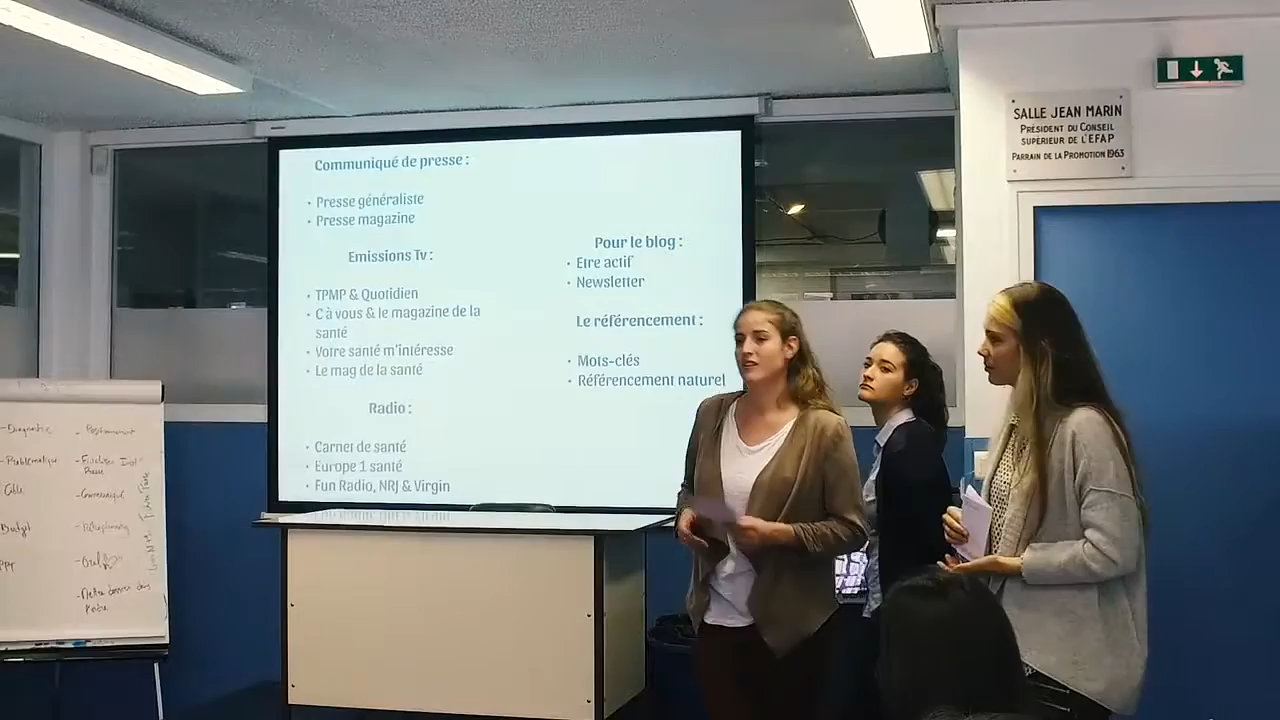 Communiqué de presse :
• Presse généraliste
• Presse magazine
Emissions Tv :
• TPMP & Quotidien
• C à vous & le magazine de la
santé
• Votre santé m'intéresse
• Le mag de la santé
Radio :
• Carnet de santé
• Europe 1 santé
• Fun Radio, NRJ & Virgin
Pour le blog :
• Etre actif
• Newsletter
Le référencement :
• Mots-clés
• Référencement naturel
SALLE JEAN MARIN
PRÉSIDENT DU CONSEIL
SUPÉRIEUR DE L'EFAP
PARRAIN DE LA PROMOTION 1963
- Diagnostic
- Problématique
Cible
Budget
PPT
- Positionnement
- Communiqué
- Oral